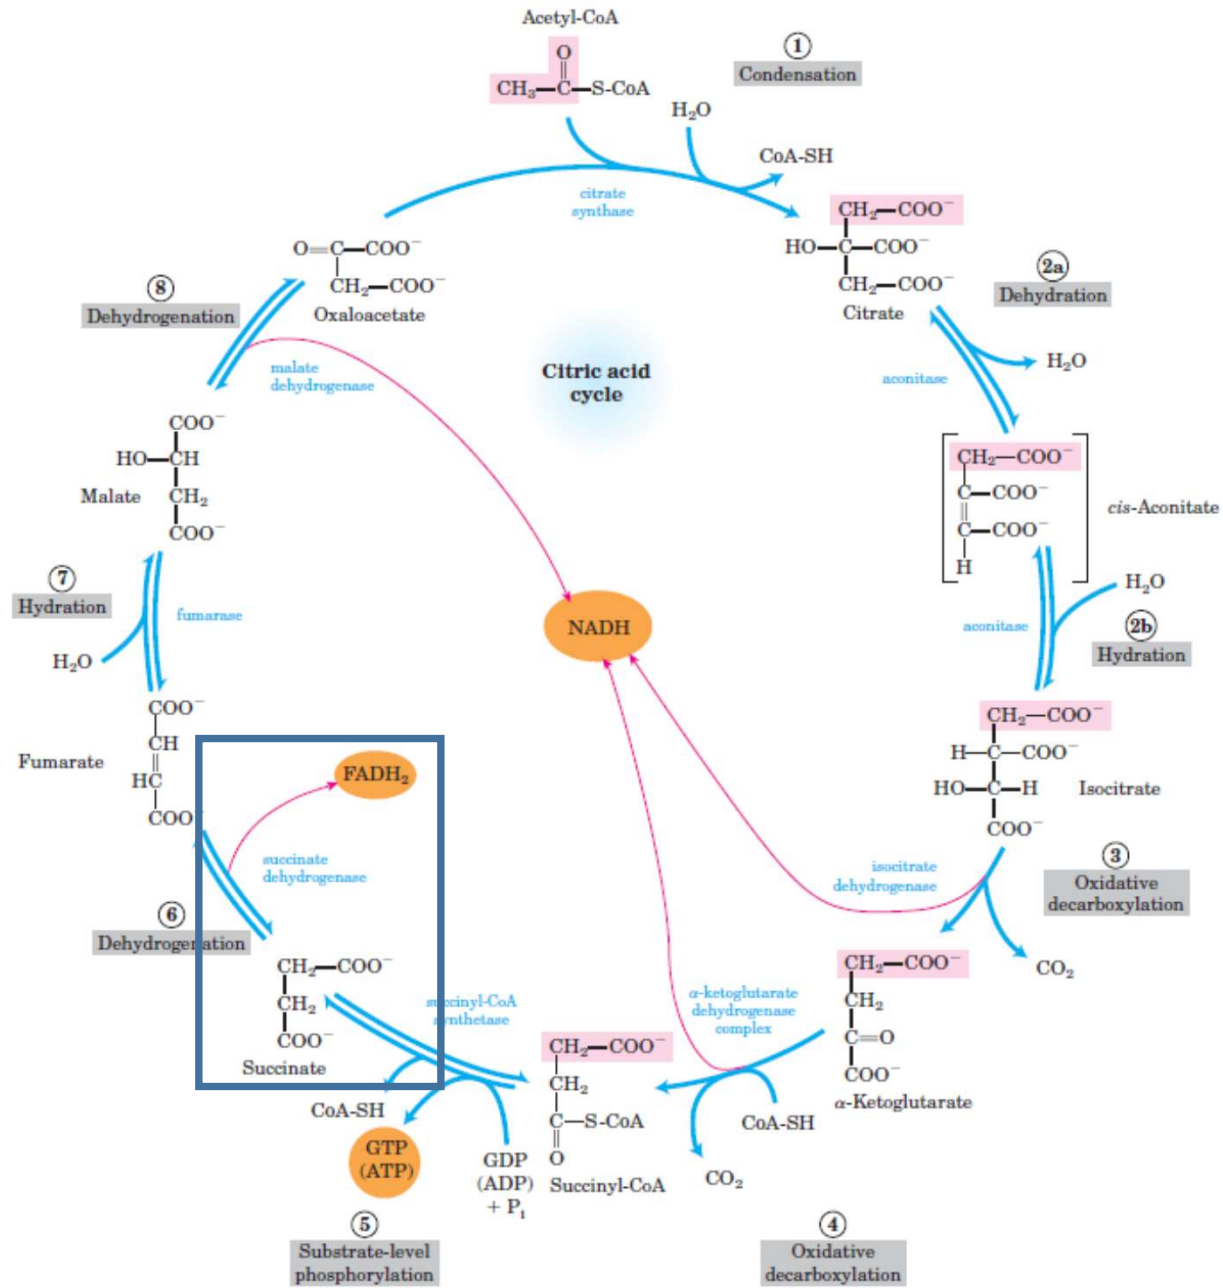 Acetyl-CoA
O
CH₃—C—S-CoA
①
Condensation
H₂O
CoA-SH
citrate
synthase
CH₂—COO⁻
HO—C—COO⁻
CH₂—COO⁻
Citrate
2a
Dehydration
H₂O
aconitase
CH₂—COO⁻
C—COO⁻
C—COO⁻
H
cis-Aconitate
H₂O
aconitase
2b
Hydration
CH₂—COO⁻
H—C—COO⁻
HO—C—H
COO⁻
Isocitrate
③
Oxidative
decarboxylation
isocitrate
dehydrogenase
CO₂
CH₂—COO⁻
CH₂
C=O
COO⁻
α-Ketoglutarate
α-ketoglutarate
dehydrogenase
complex
CoA-SH
CO₂
④
Oxidative
decarboxylation
CH₂—COO⁻
CH₂
C—S-CoA
O
Succinyl-CoA
succinyl-CoA
synthetase
GDP
(ADP)
+ Pᵢ
GTP
(ATP)
CoA-SH
⑤
Substrate-level
phosphorylation
CH₂—COO⁻
CH₂
COO⁻
Succinate
⑥
Dehydrogenation
succinate
dehydrogenase
FADH₂
COO⁻
CH
HC
COO⁻
Fumarate
⑦
Hydration
H₂O
fumarase
COO⁻
HO—CH
CH₂
COO⁻
Malate
⑧
Dehydrogenation
malate
dehydrogenase
O=C—COO⁻
CH₂—COO⁻
Oxaloacetate
Citric acid
cycle
NADH